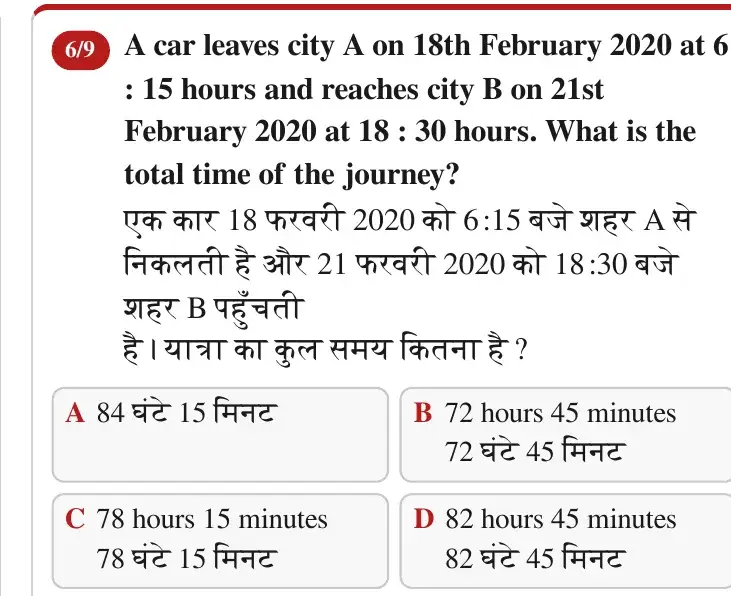 6/9 A car leaves city A on 18th February 2020 at 6
: 15 hours and reaches city B on 21st
February 2020 at 18 : 30 hours. What is the
total time of the journey?
एक कार 18 फरवरी 2020 को 6:15 बजे शहर A से
निकलती है और 21 फरवरी 2020 को 18:30 बजे
शहर B पहुँचती
है। यात्रा का कुल समय कितना है ?
A 84 घंटे 15 मिनट
B 72 hours 45 minutes
72 घंटे 45 मिनट
C 78 hours 15 minutes
78 घंटे 15 मिनट
D 82 hours 45 minutes
82 घंटे 45 मिनट